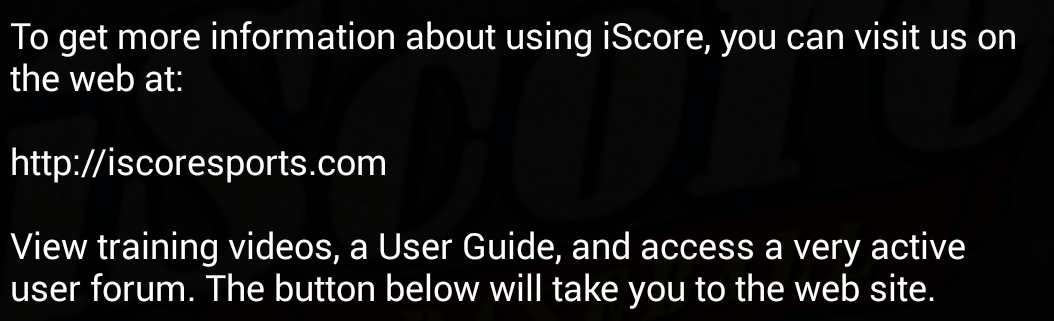 To get more information about using iScore, you can visit us on
the web at:
http://iscoresports.com
View training videos, a User Guide, and access a very active
user forum. The button below will take you to the web site.